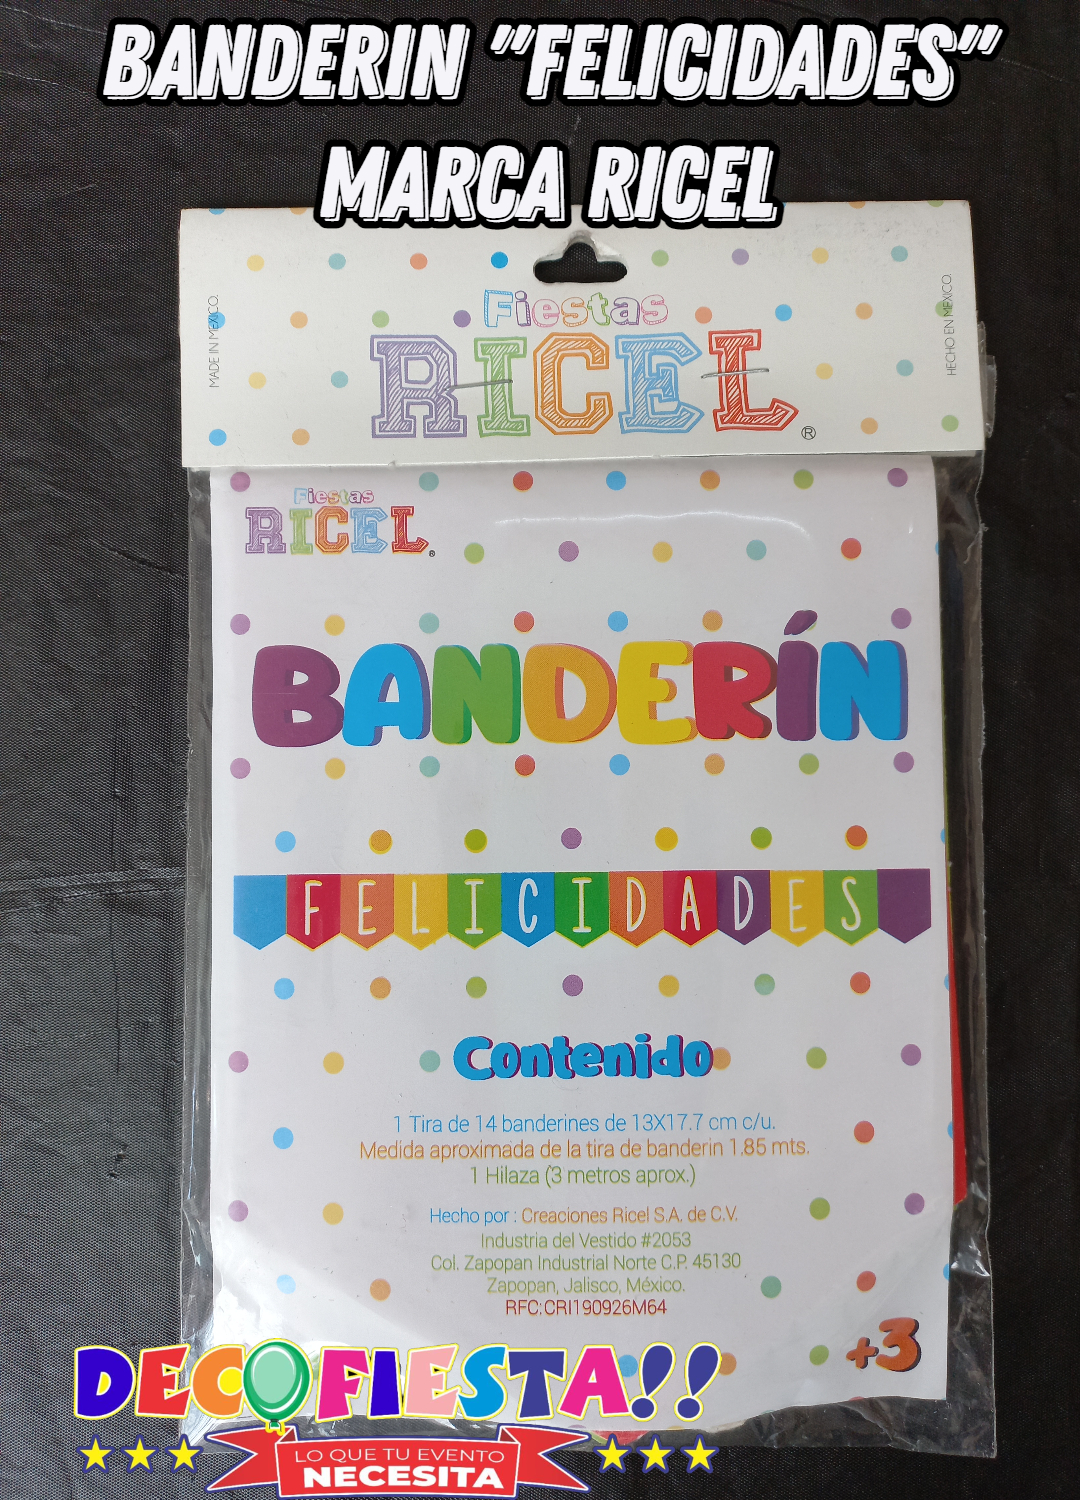 BANDERIN "FELICIDADES"
MARCA RICEL
MADE IN MEXICO.
HECHO EN MÉXICO.
Fiestas
RICEL®
Fiestas
RICEL®
BANDERÍN
FELICIDADES
Contenido
1 Tira de 14 banderines de 13X17.7 cm c/u.
Medida aproximada de la tira de banderin 1.85 mts.
1 Hilaza (3 metros aprox.)
Hecho por : Creaciones Ricel S.A. de C.V.
Industria del Vestido #2053
Col. Zapopan Industrial Norte C.P. 45130
Zapopan, Jalisco, México.
RFC:CRI190926M64
+3
DECOFIESTA!!
LO QUE TU EVENTO
NECESITA